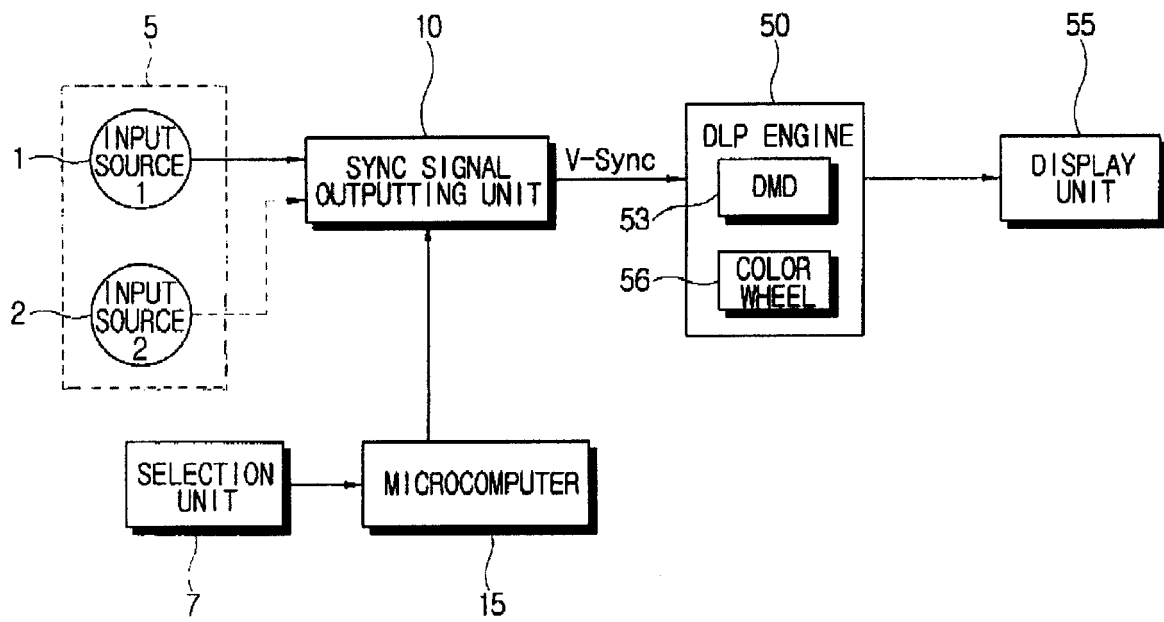 5
10
50
55
INPUT
SOURCE
1
1
SYNC SIGNAL
OUTPUTTING UNIT
V-Sync
DLP ENGINE
DMD
53
COLOR
WHEEL
56
DISPLAY
UNIT
INPUT
SOURCE
2
2
SELECTION
UNIT
MICROCOMPUTER
7
15